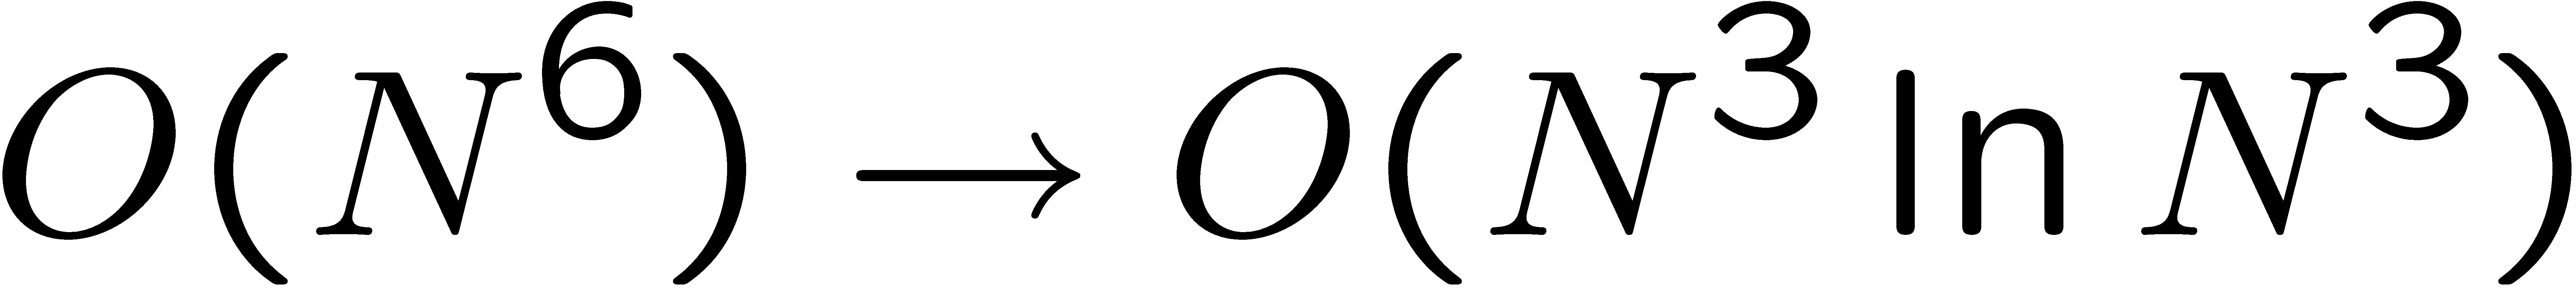 O(N⁶) ⟶ O(N³ ln N³)